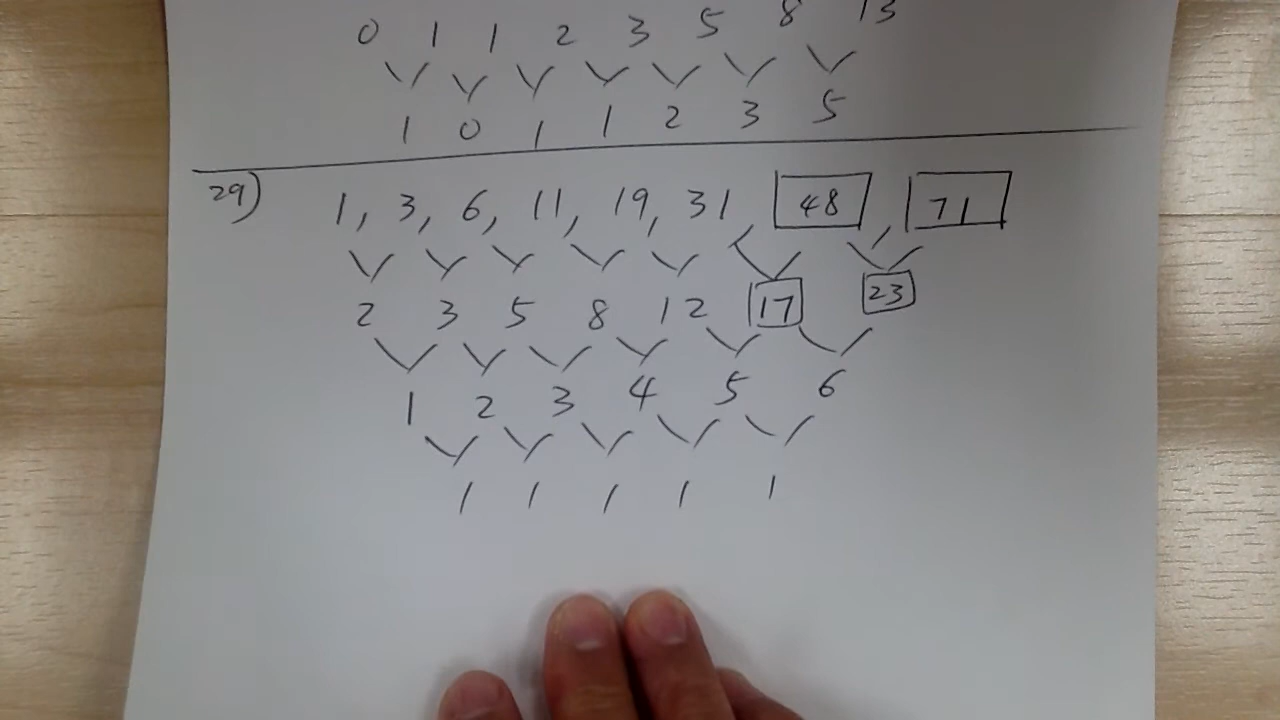 0 1 1 2 3 5 8 13
1 0 1 1 2 3 5
29) 1, 3, 6, 11, 19, 31, 48, 71
2 3 5 8 12 17 23
1 2 3 4 5 6
1 1 1 1 1